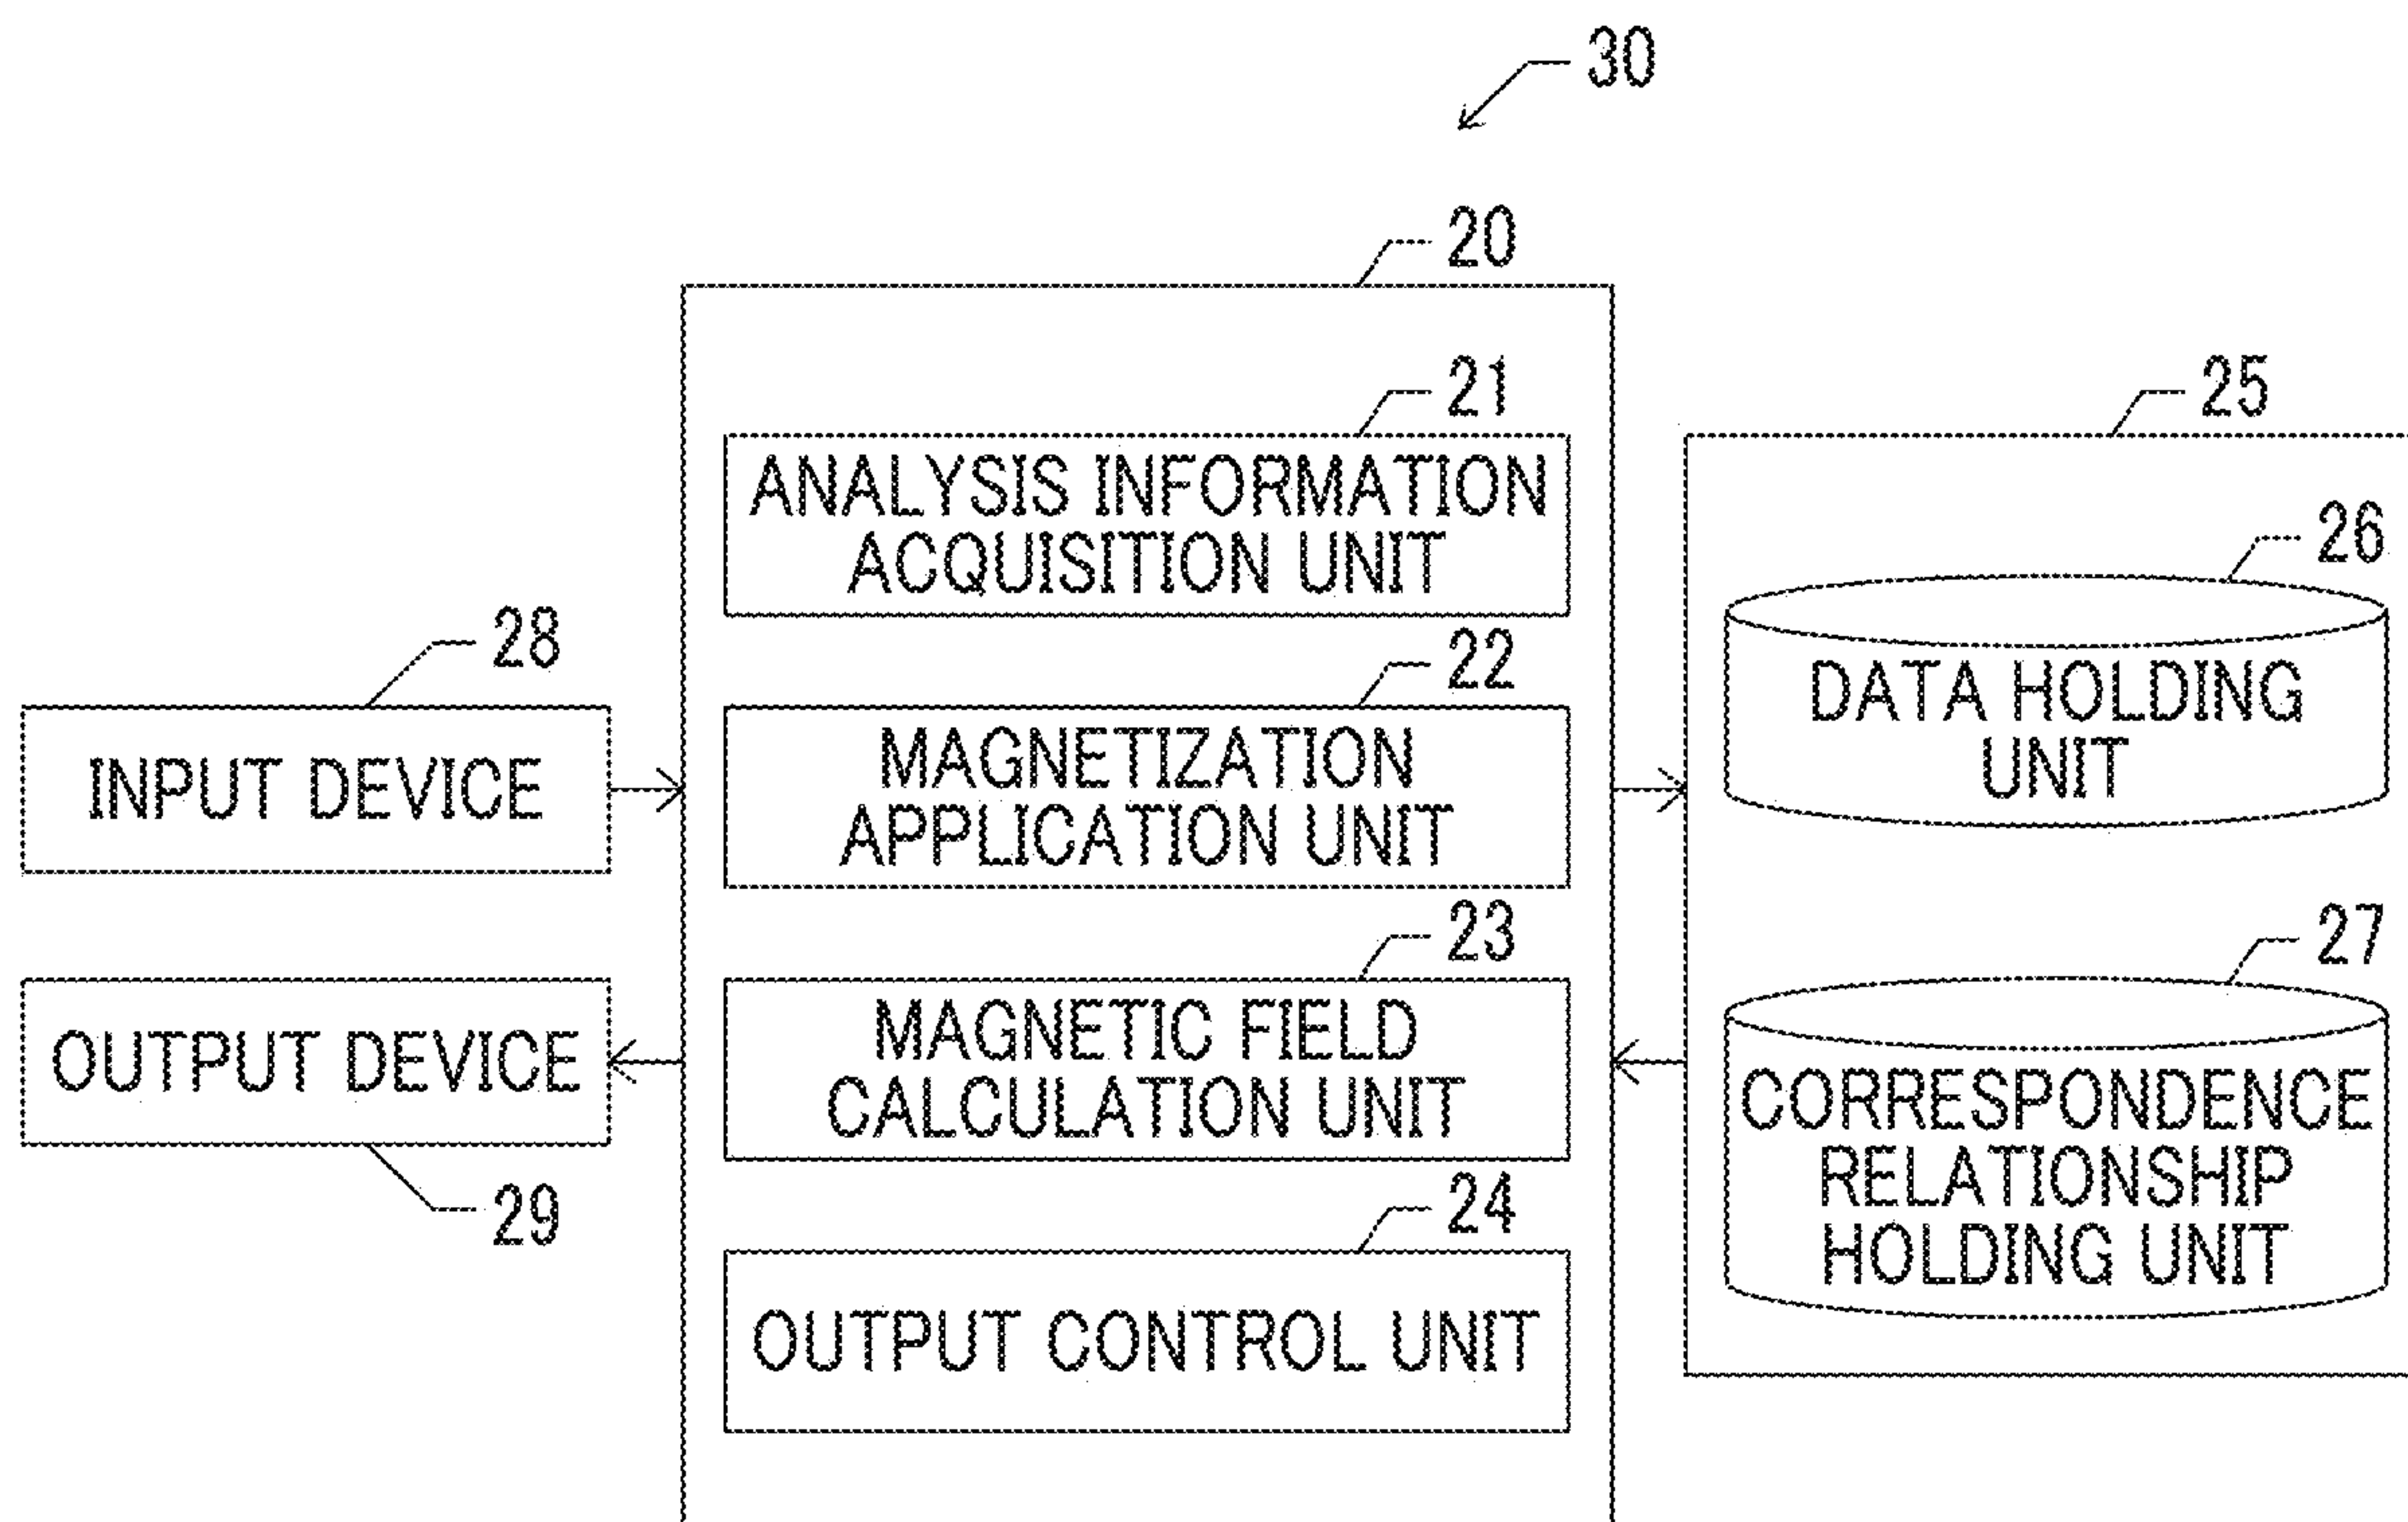 30
20
21
ANALYSIS INFORMATION
ACQUISITION UNIT
22
MAGNETIZATION
APPLICATION UNIT
23
MAGNETIC FIELD
CALCULATION UNIT
24
OUTPUT CONTROL UNIT
28
INPUT DEVICE
OUTPUT DEVICE
29
25
26
DATA HOLDING
UNIT
27
CORRESPONDENCE
RELATIONSHIP
HOLDING UNIT